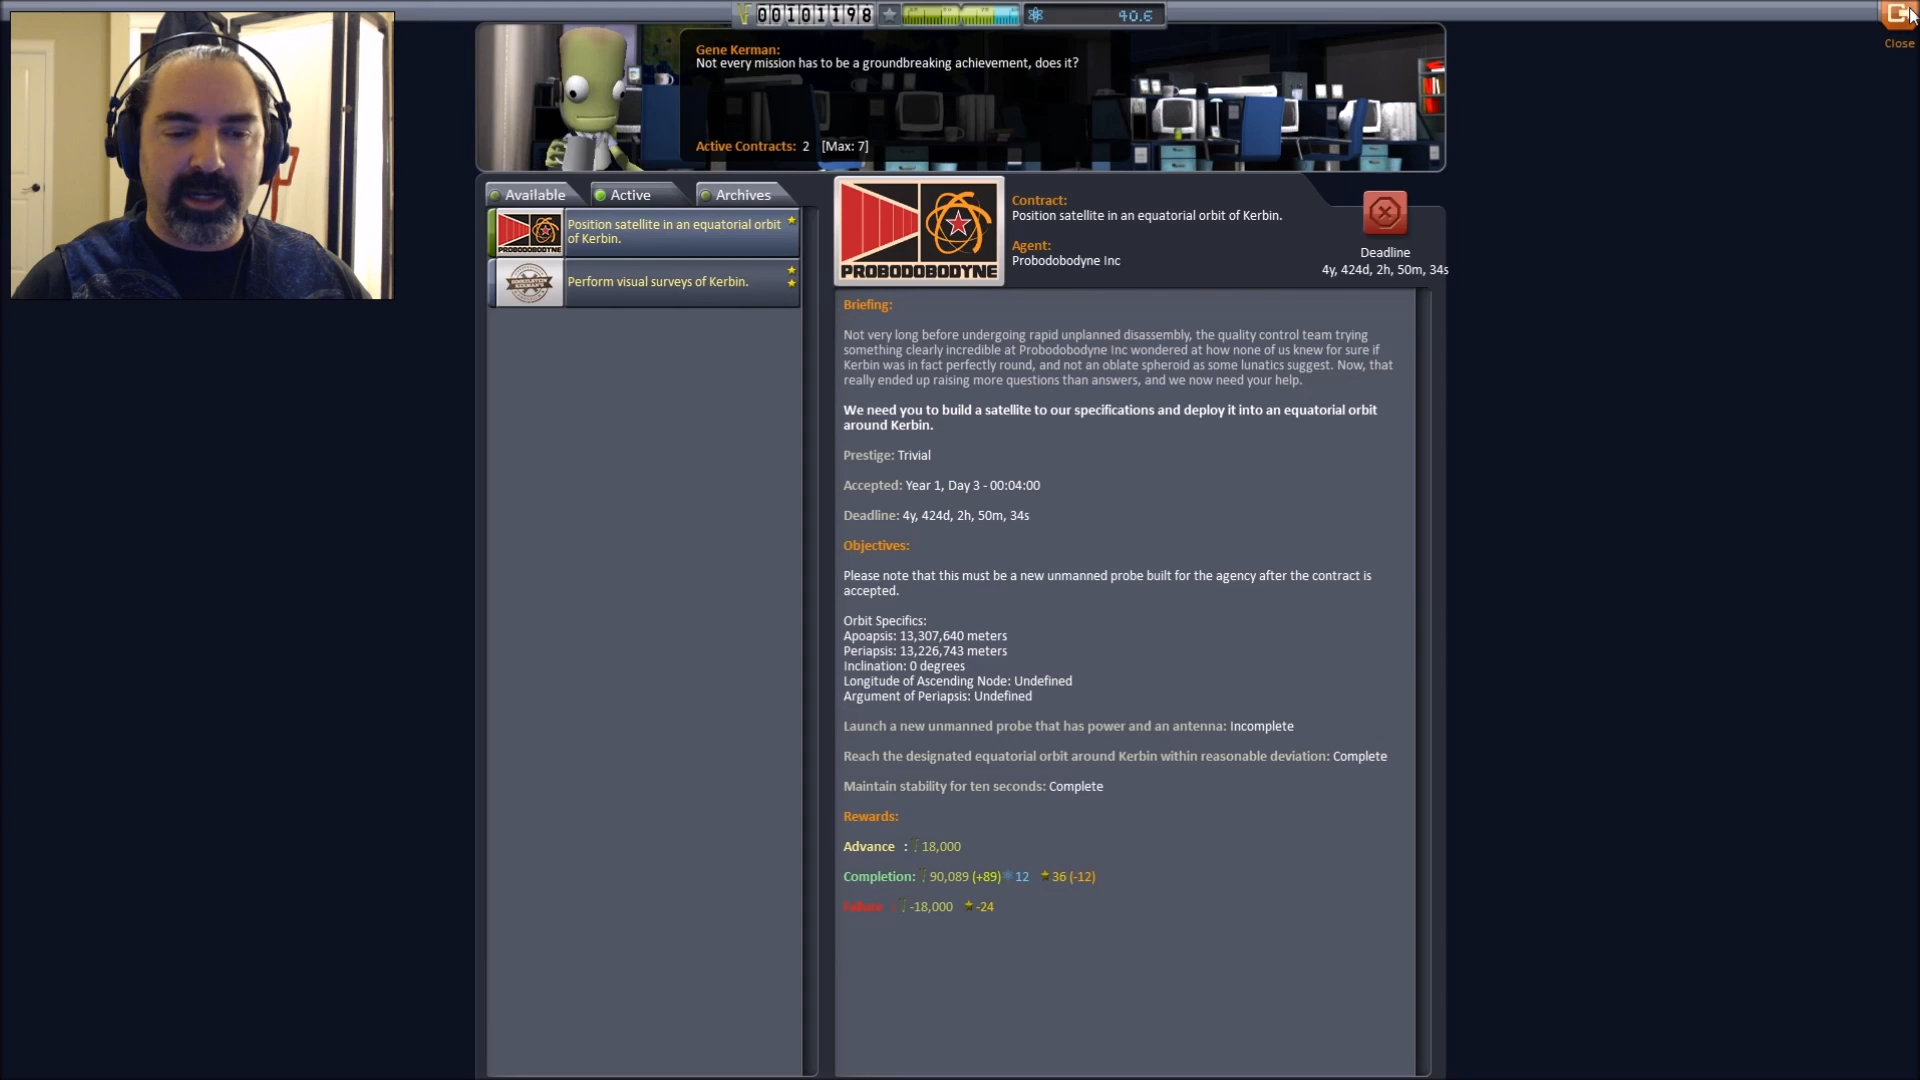 00101198
40.6
Close
Gene Kerman:
Not every mission has to be a groundbreaking achievement, does it?
Active Contracts: 2 [Max: 7]
Available
Active
Archives
Position satellite in an equatorial orbit
of Kerbin.
Perform visual surveys of Kerbin.
PROBODOBODYNE
Contract:
Position satellite in an equatorial orbit of Kerbin.
Agent:
Probodobodyne Inc
Deadline
4y, 424d, 2h, 50m, 34s
Briefing:
Not very long before undergoing rapid unplanned disassembly, the quality control team trying
something clearly incredible at Probodobodyne Inc wondered at how none of us knew for sure if
Kerbin was in fact perfectly round, and not an oblate spheroid as some lunatics suggest. Now, that
really ended up raising more questions than answers, and we now need your help.
We need you to build a satellite to our specifications and deploy it into an equatorial orbit
around Kerbin.
Prestige: Trivial
Accepted: Year 1, Day 3 - 00:04:00
Deadline: 4y, 424d, 2h, 50m, 34s
Objectives:
Please note that this must be a new unmanned probe built for the agency after the contract is
accepted.
Orbit Specifics:
Apoapsis: 13,307,640 meters
Periapsis: 13,226,743 meters
Inclination: 0 degrees
Longitude of Ascending Node: Undefined
Argument of Periapsis: Undefined
Launch a new unmanned probe that has power and an antenna: Incomplete
Reach the designated equatorial orbit around Kerbin within reasonable deviation: Complete
Maintain stability for ten seconds: Complete
Rewards:
Advance : 18,000
Completion: 90,089 (+89) 12 36 (-12)
Failure : -18,000 -24